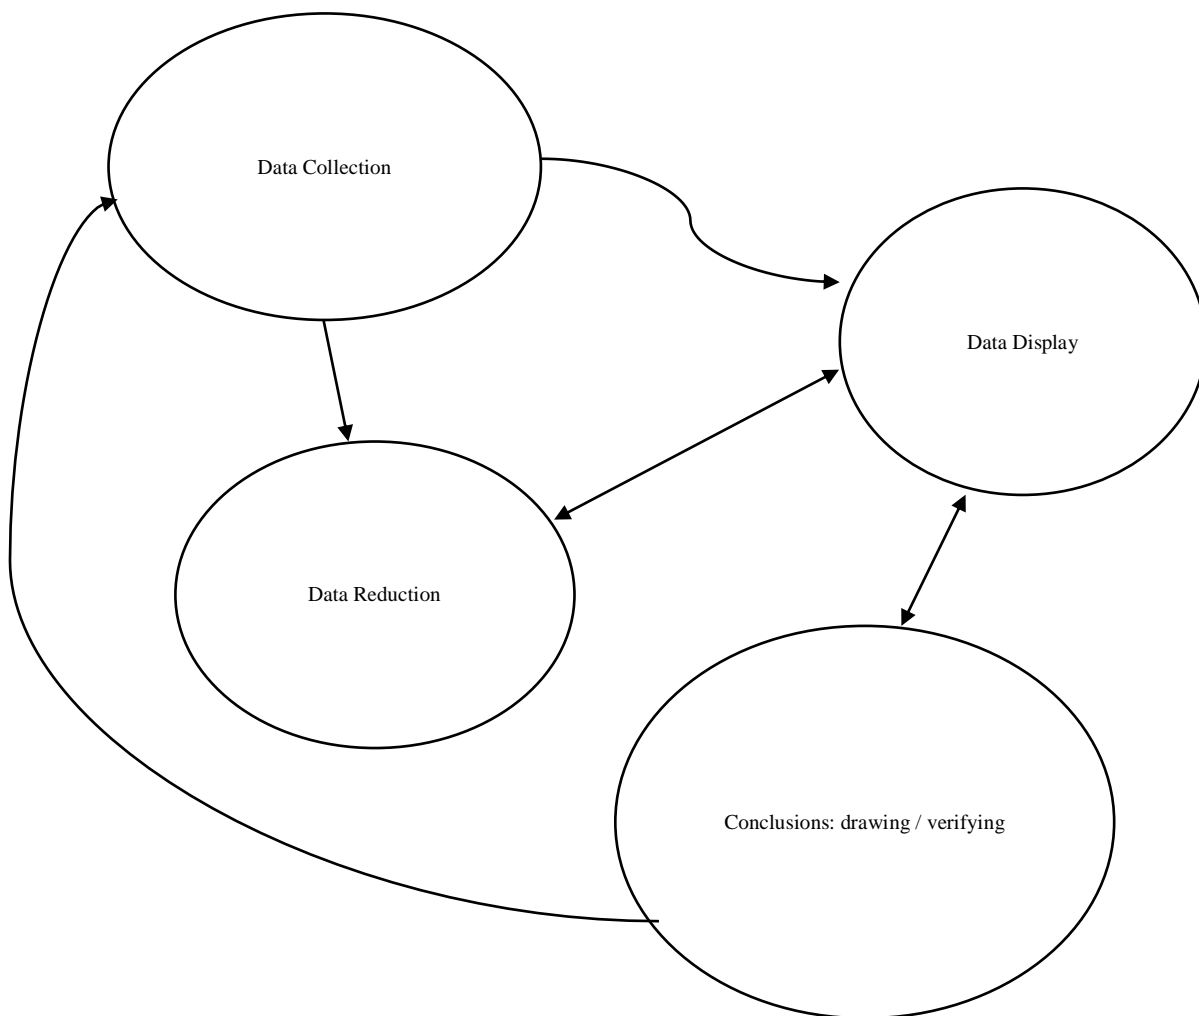 Data Collection
Data Display
Data Reduction
Conclusions: drawing / verifying